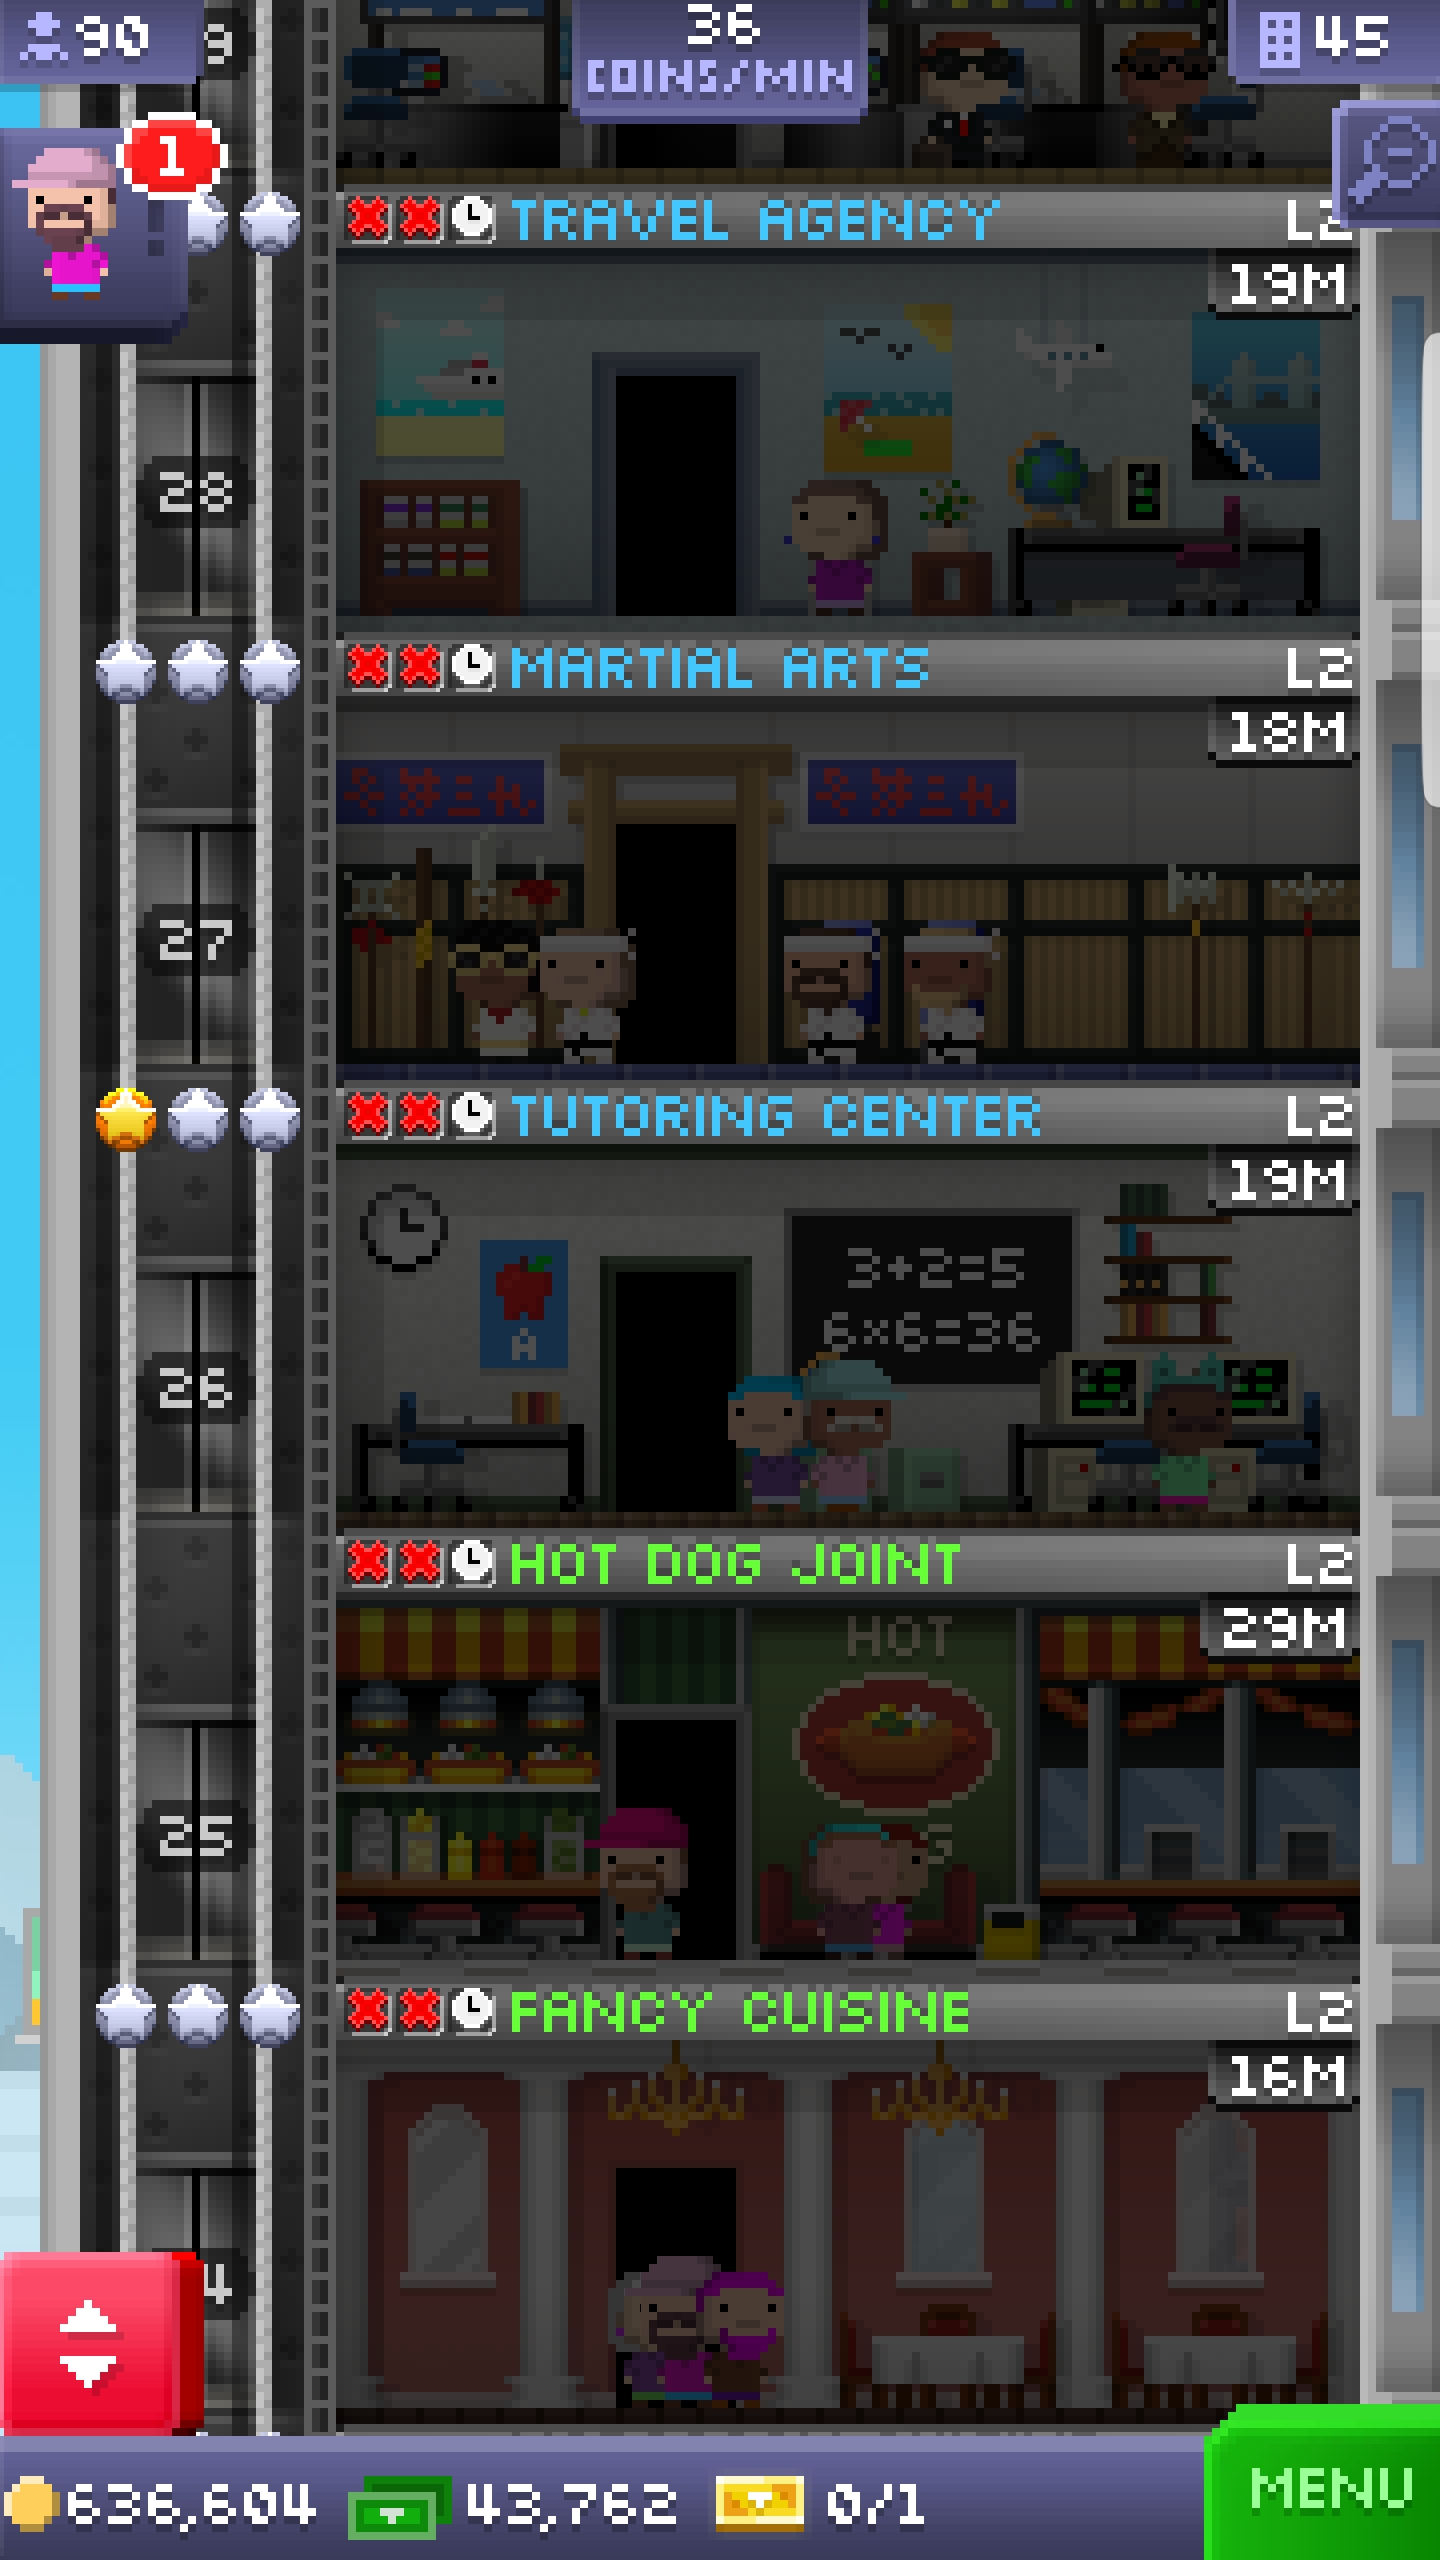 90
36
COINS/MIN
45
1
TRAVEL AGENCY
L2
19M
28
MARTIAL ARTS
L2
18M
27
TUTORING CENTER
L2
19M
3+2=5
6×6=36
A
26
HOT DOG JOINT
L2
29M
HOT
25
FANCY CUISINE
L2
16M
4
636,604
43,762
0/1
MENU